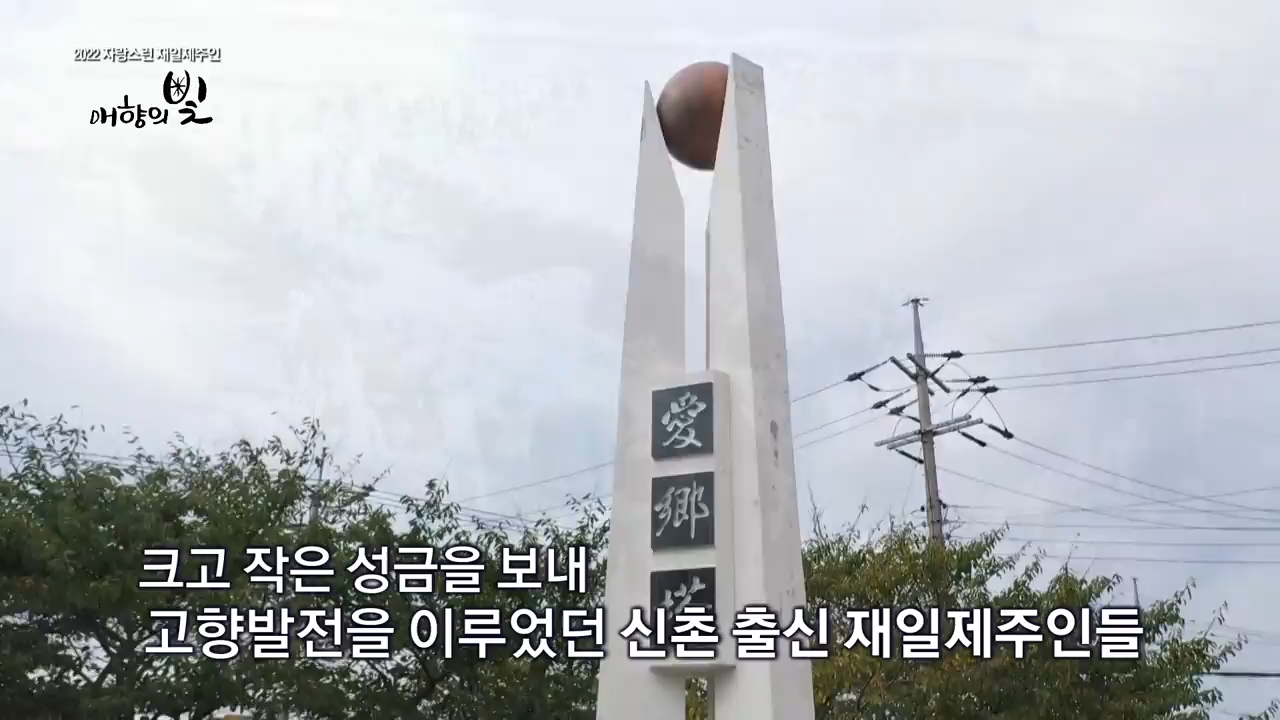 2022 자랑스런 재일제주인
애향의 빛
愛
鄕
塔
크고 작은 성금을 보내
고향발전을 이루었던 신촌 출신 재일제주인들